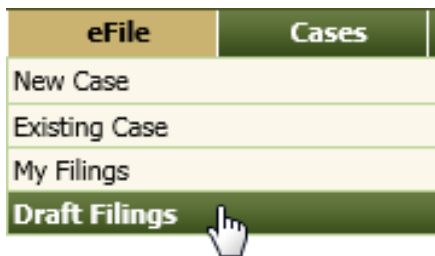 eFile Cases
New Case
Existing Case
My Filings
Draft Filings